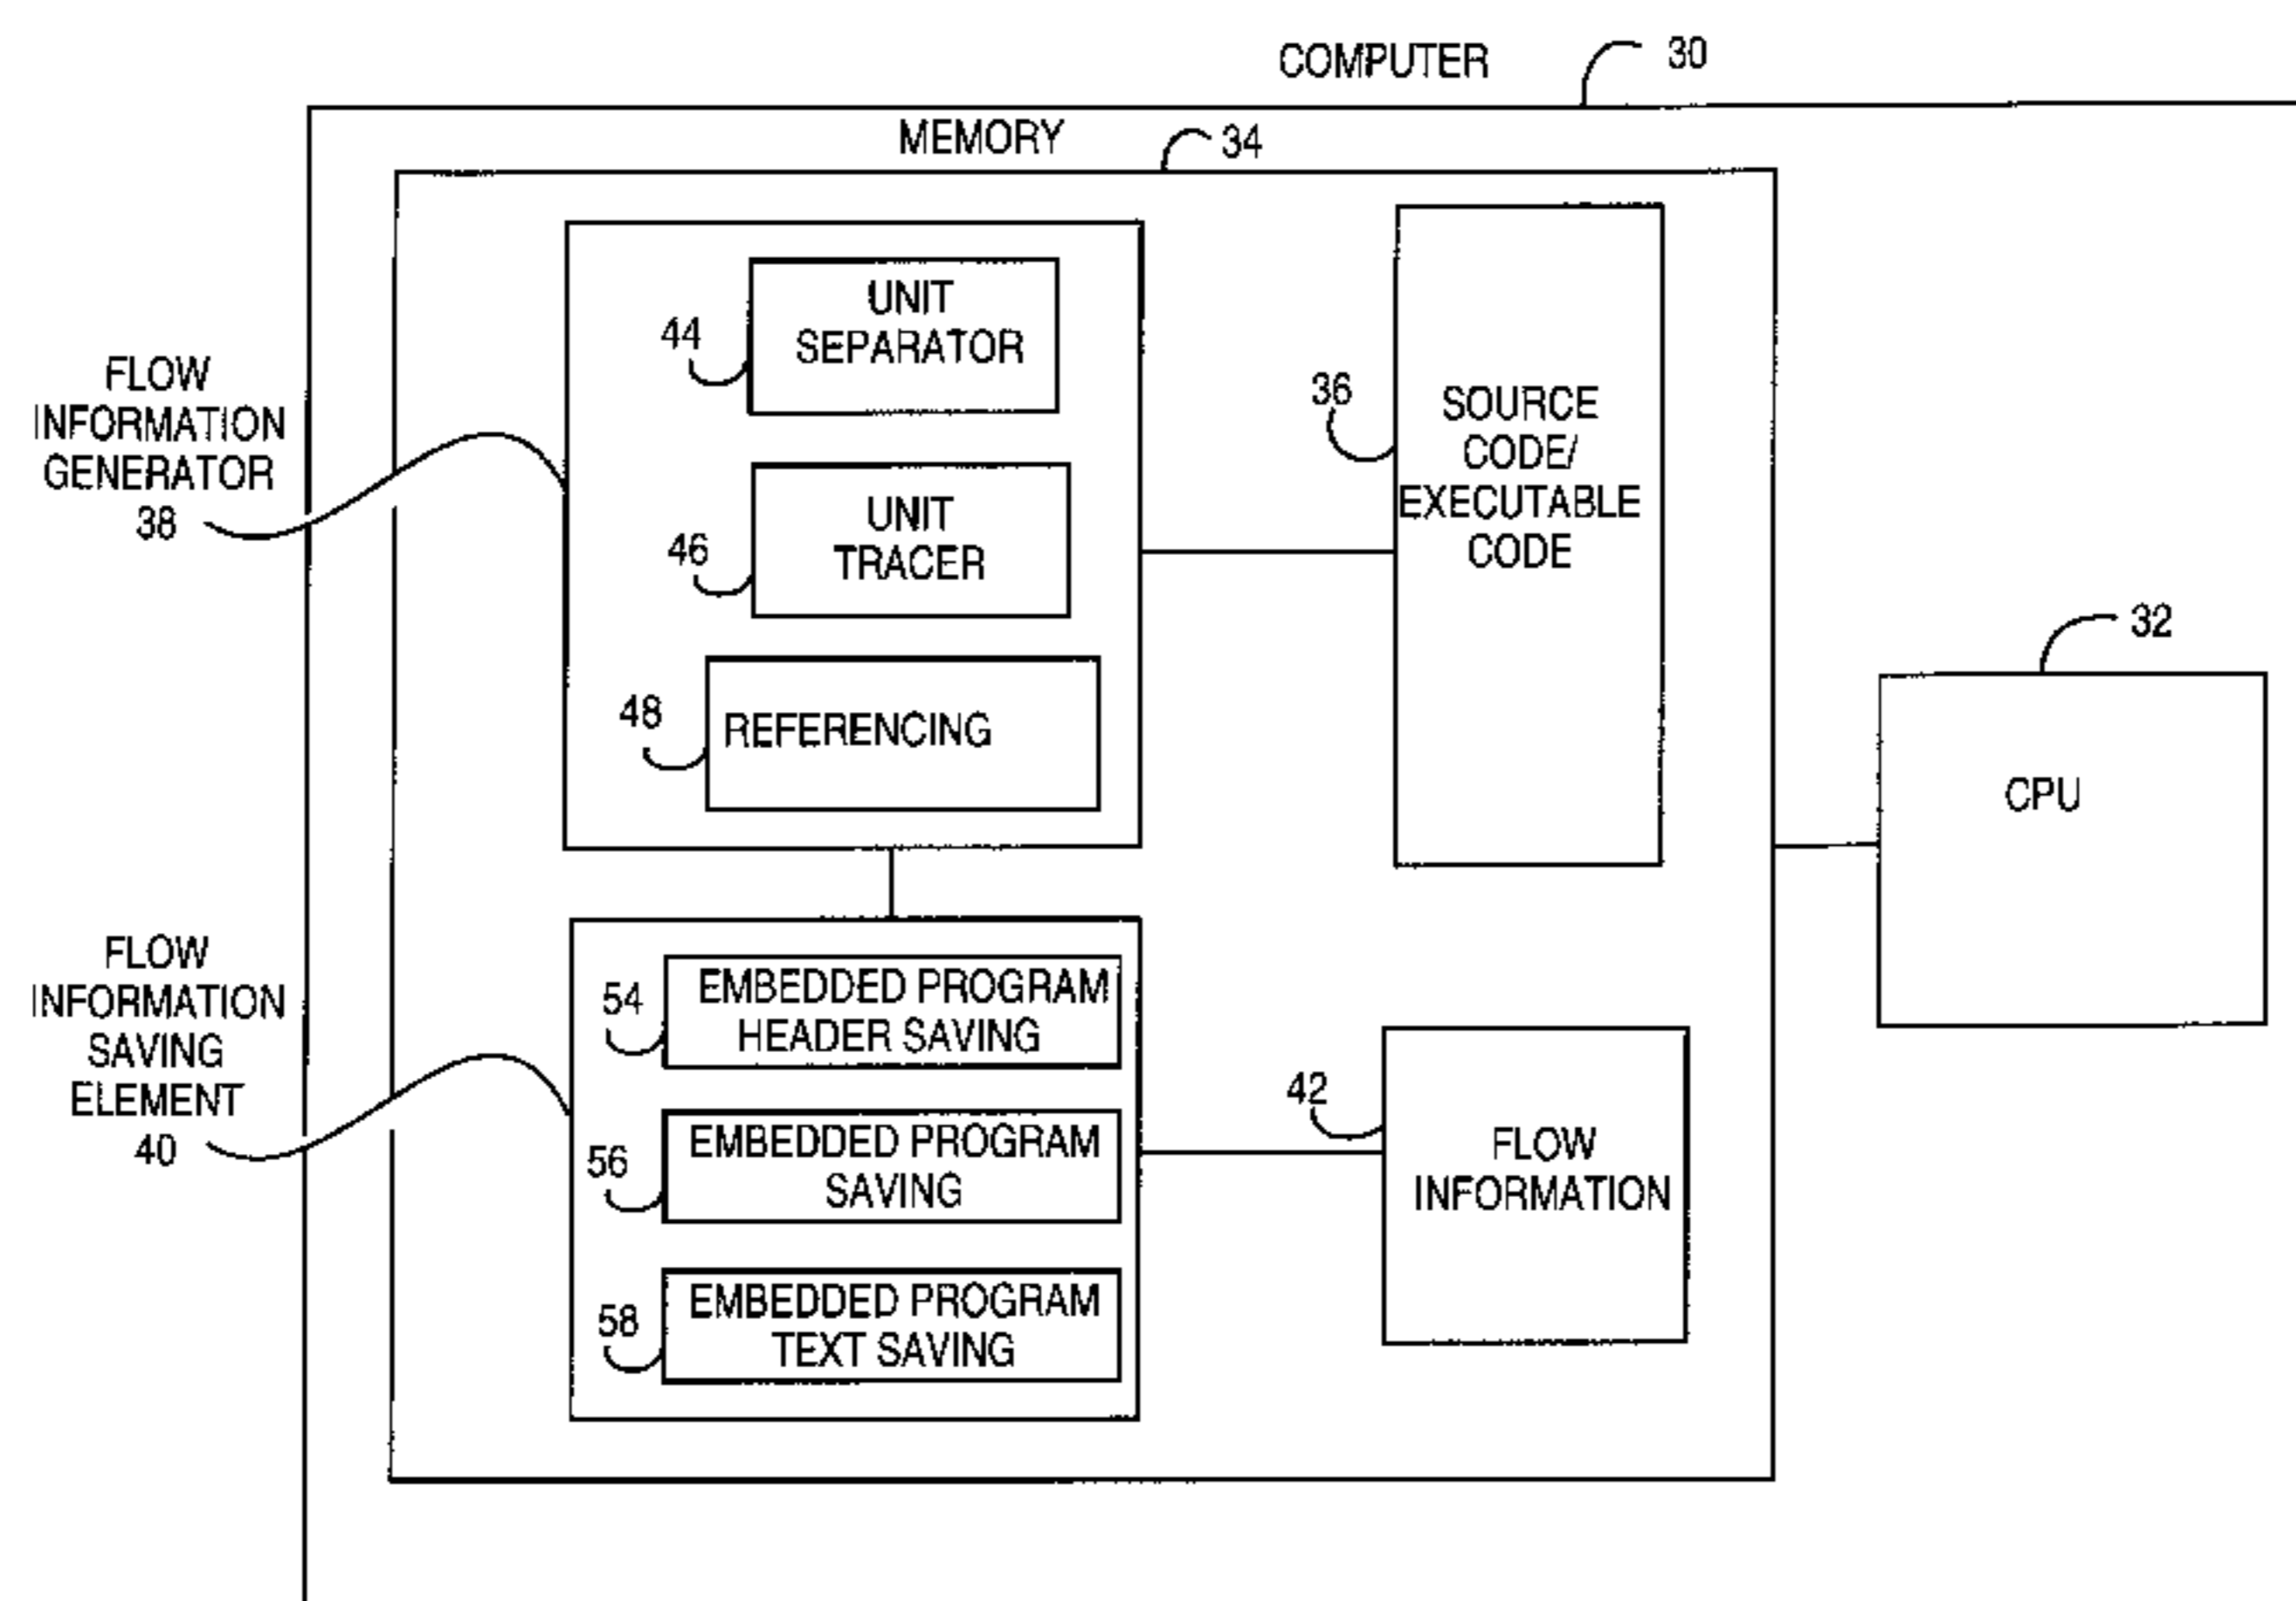 COMPUTER
30
MEMORY
34
FLOW
INFORMATION
GENERATOR
38
44
UNIT
SEPARATOR
46
UNIT
TRACER
48
REFERENCING
36
SOURCE
CODE/
EXECUTABLE
CODE
32
CPU
FLOW
INFORMATION
SAVING
ELEMENT
40
54
EMBEDDED PROGRAM
HEADER SAVING
56
EMBEDDED PROGRAM
SAVING
58
EMBEDDED PROGRAM
TEXT SAVING
42
FLOW
INFORMATION